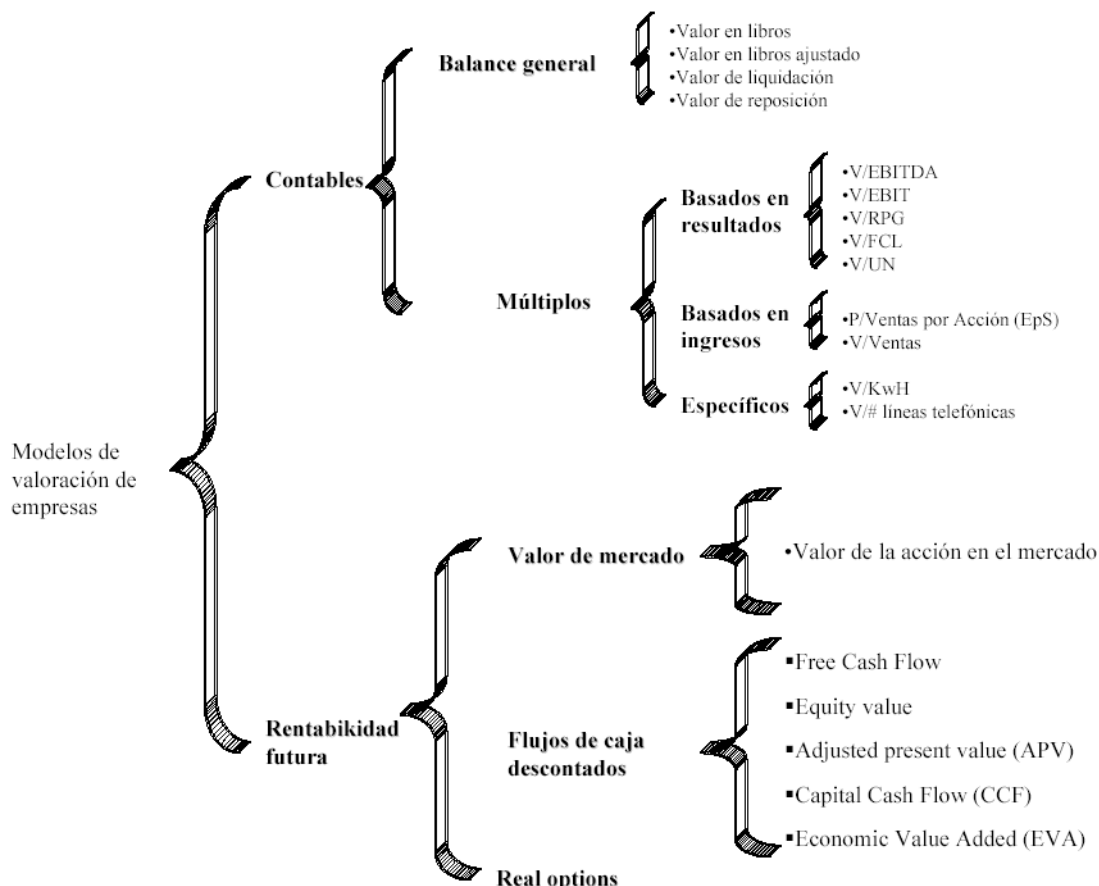 Modelos de
valoración de
empresas
Contables
Balance general
•Valor en libros
•Valor en libros ajustado
•Valor de liquidación
•Valor de reposición
Múltiplos
Basados en
resultados
•V/EBITDA
•V/EBIT
•V/RPG
•V/FCL
•V/UN
Basados en
ingresos
•P/Ventas por Acción (EpS)
•V/Ventas
Específicos
•V/KwH
•V/# líneas telefónicas
Rentabikidad
futura
Valor de mercado
•Valor de la acción en el mercado
Flujos de caja
descontados
▪Free Cash Flow
▪Equity value
▪Adjusted present value (APV)
▪Capital Cash Flow (CCF)
▪Economic Value Added (EVA)
Real options